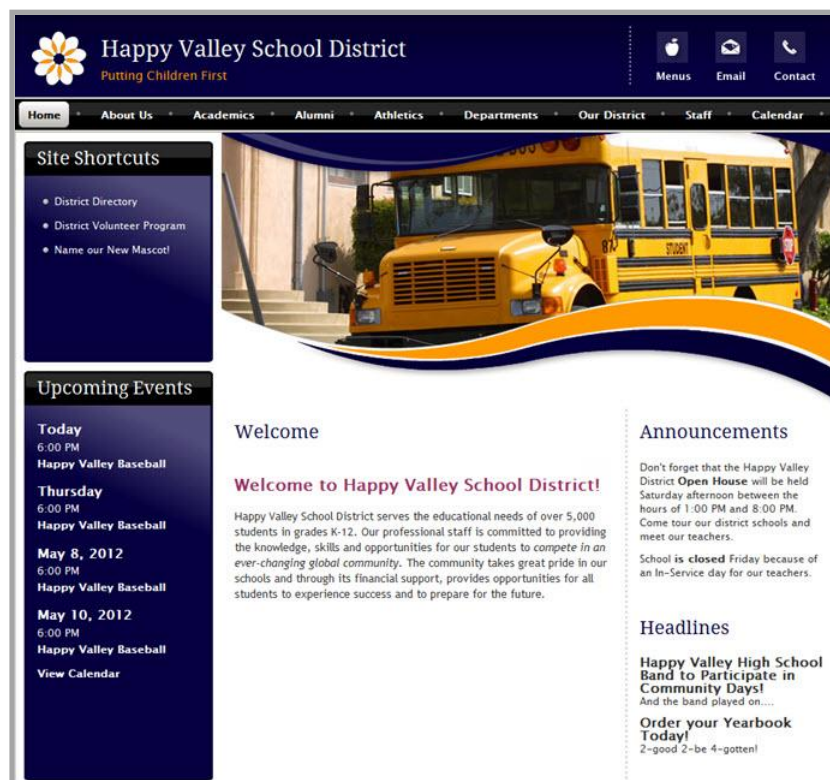 Happy Valley School District
Putting Children First
Menus
Email
Contact
Home
About Us
Academics
Alumni
Athletics
Departments
Our District
Staff
Calendar
Site Shortcuts
District Directory
District Volunteer Program
Name our New Mascot!
87
STUDENT
STOP
Upcoming Events
Today
6:00 PM
Happy Valley Baseball
Thursday
6:00 PM
Happy Valley Baseball
May 8, 2012
6:00 PM
Happy Valley Baseball
May 10, 2012
6:00 PM
Happy Valley Baseball
View Calendar
Welcome
Welcome to Happy Valley School District!
Happy Valley School District serves the educational needs of over 5,000
students in grades K-12. Our professional staff is committed to providing
the knowledge, skills and opportunities for our students to compete in an
ever-changing global community. The community takes great pride in our
schools and through its financial support, provides opportunities for all
students to experience success and to prepare for the future.
Announcements
Don't forget that the Happy Valley
District Open House will be held
Saturday afternoon between the
hours of 1:00 PM and 8:00 PM.
Come tour our district schools and
meet our teachers.
School is closed Friday because of
an In-Service day for our teachers.
Headlines
Happy Valley High School
Band to Participate in
Community Days!
And the band played on....
Order your Yearbook
Today!
2-good 2-be 4-gotten!